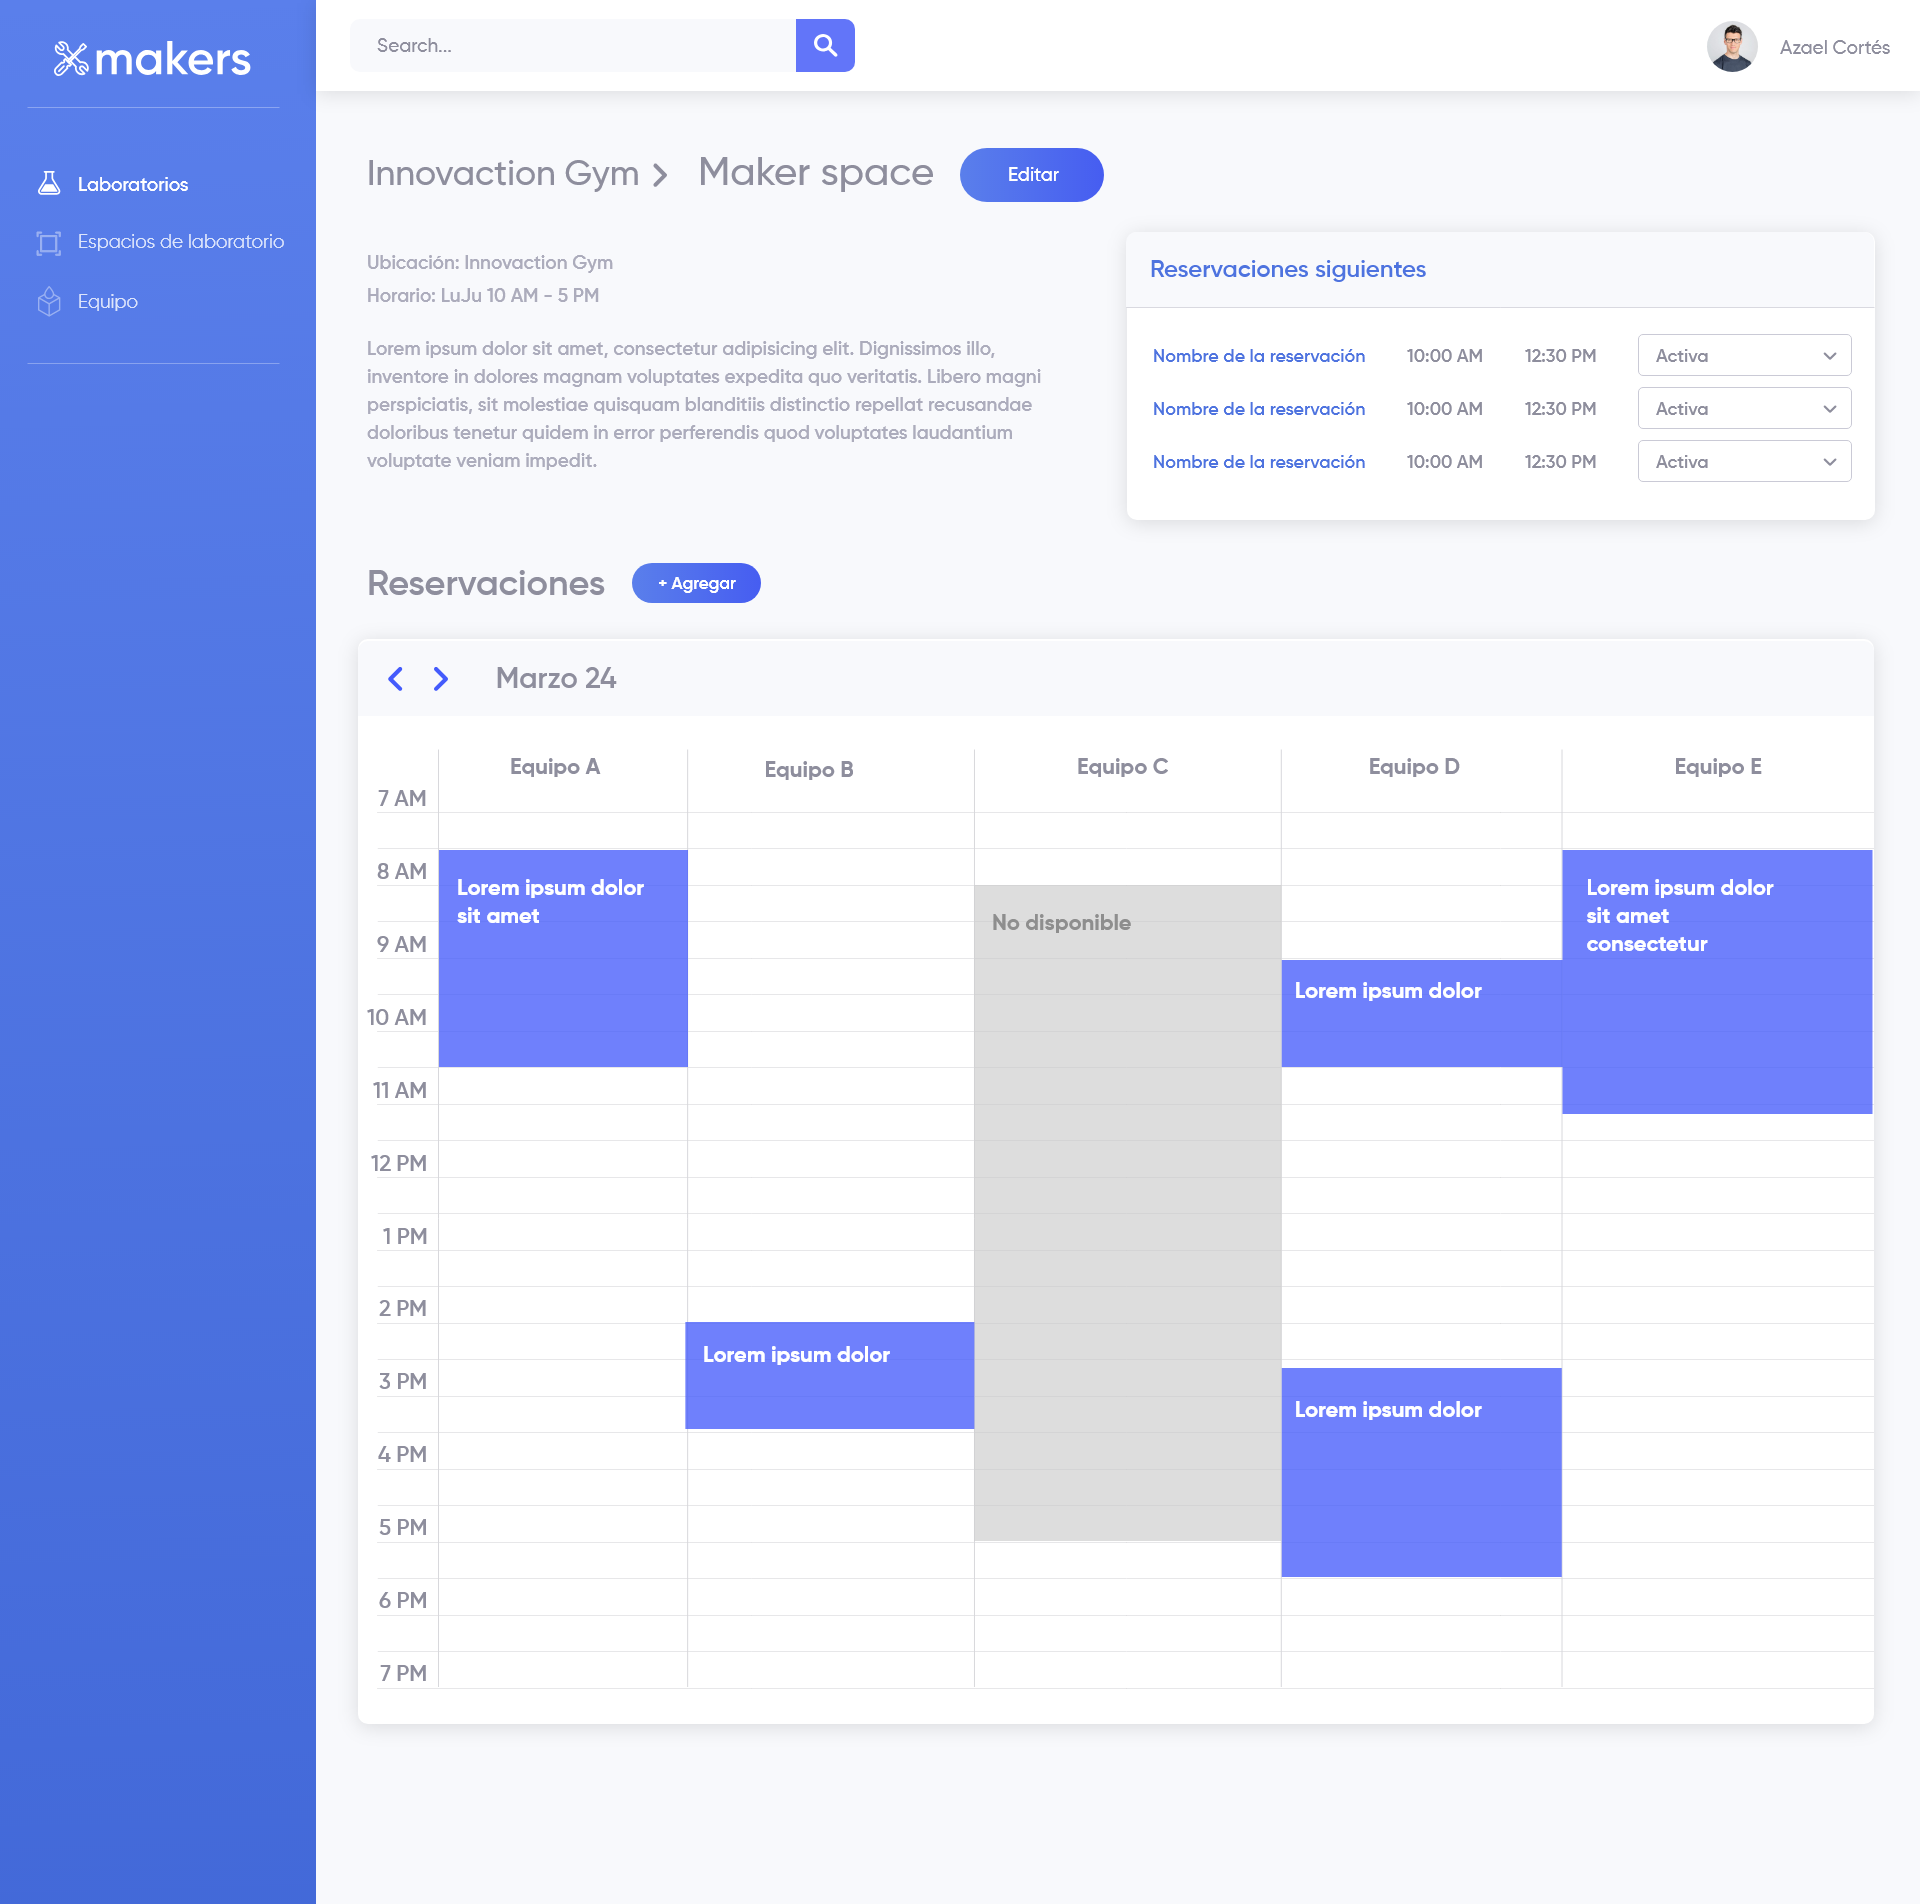 makers
Search...
Azael Cortés
Laboratorios
Espacios de laboratorio
Equipo
Innovaction Gym
Maker space
Editar
Ubicación: Innovaction Gym
Horario: LuJu 10 AM - 5 PM
Lorem ipsum dolor sit amet, consectetur adipisicing elit. Dignissimos illo,
inventore in dolores magnam voluptates expedita quo veritatis. Libero magni
perspiciatis, sit molestiae quisquam blanditiis distinctio repellat recusandae
doloribus tenetur quidem in error perferendis quod voluptates laudantium
voluptate veniam impedit.
Reservaciones siguientes
Nombre de la reservación 10:00 AM 12:30 PM Activa
Nombre de la reservación 10:00 AM 12:30 PM Activa
Nombre de la reservación 10:00 AM 12:30 PM Activa
Reservaciones
+ Agregar
Marzo 24
Equipo A Equipo B Equipo C Equipo D Equipo E
7 AM
8 AM
9 AM
10 AM
11 AM
12 PM
1 PM
2 PM
3 PM
4 PM
5 PM
6 PM
7 PM
Lorem ipsum dolor
sit amet
Lorem ipsum dolor
No disponible
Lorem ipsum dolor
Lorem ipsum dolor
Lorem ipsum dolor
sit amet
consectetur